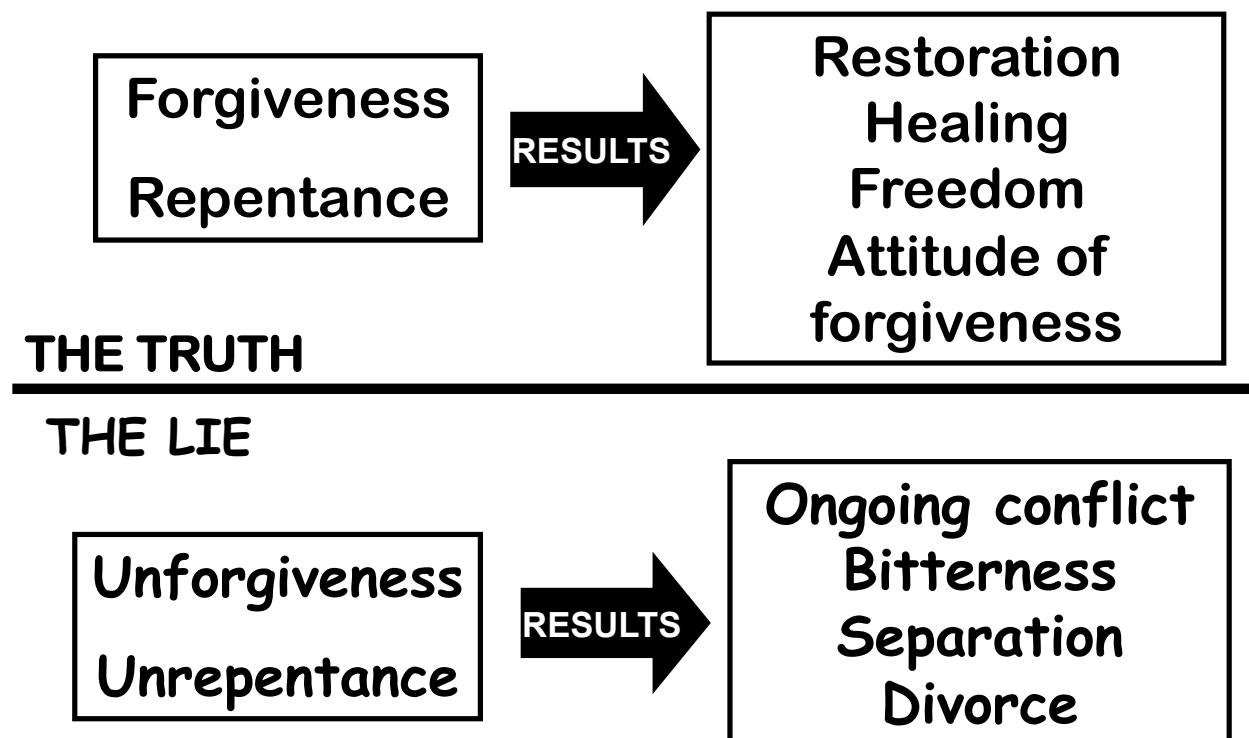 Forgiveness
Repentance
RESULTS
Restoration
Healing
Freedom
Attitude of
forgiveness
THE TRUTH
THE LIE
Unforgiveness
Unrepentance
RESULTS
Ongoing conflict
Bitterness
Separation
Divorce